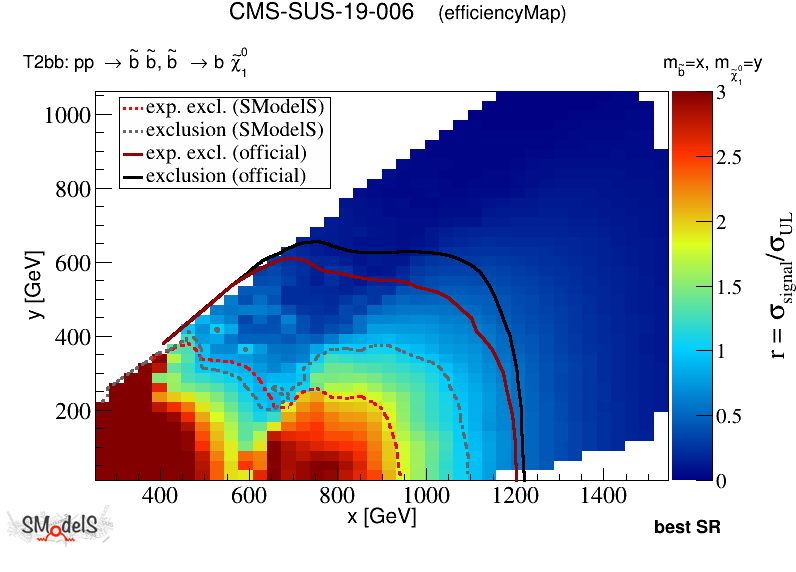 CMS-SUS-19-006 (efficiencyMap)
T2bb: pp → b̃ b̃, b̃ → b χ̃⁰₁
m_b̃=x, m_χ̃⁰₁=y
exp. excl. (SModelS)
exclusion (SModelS)
exp. excl. (official)
exclusion (official)
1000
800
600
400
200
y [GeV]
400 600 800 1000 1200 1400
x [GeV]
3
2.5
2
1.5
1
0.5
0
r = σ_signal/σ_UL
SModelS
best SR